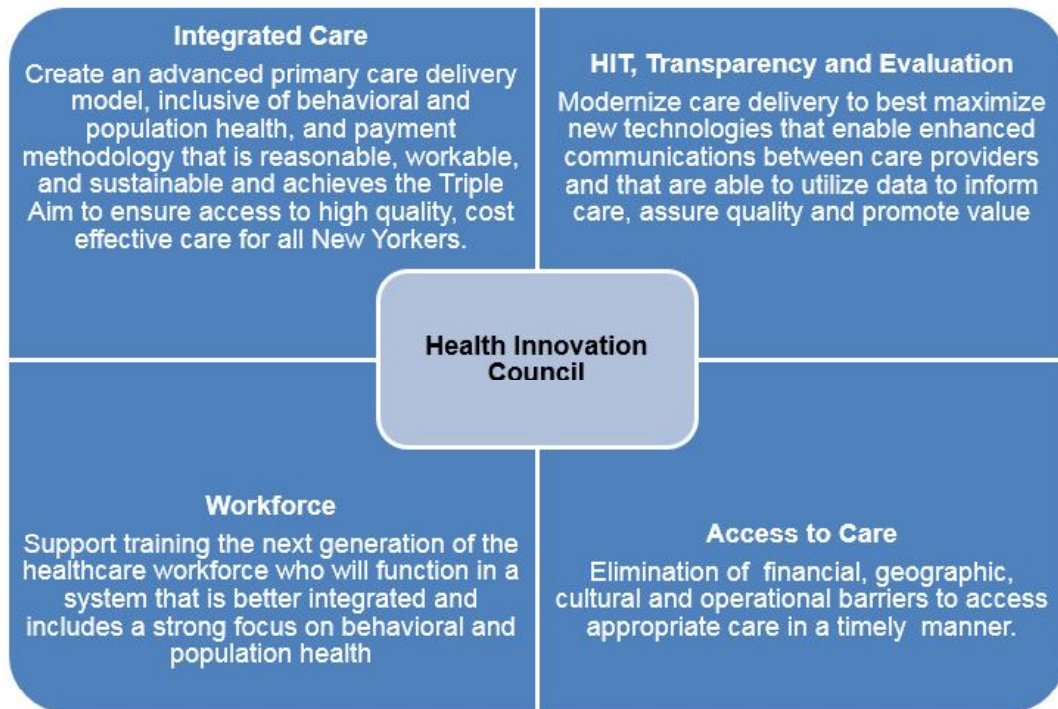 Integrated Care
Create an advanced primary care delivery
model, inclusive of behavioral and
population health, and payment
methodology that is reasonable, workable,
and sustainable and achieves the Triple
Aim to ensure access to high quality, cost
effective care for all New Yorkers.
HIT, Transparency and Evaluation
Modernize care delivery to best maximize
new technologies that enable enhanced
communications between care providers
and that are able to utilize data to inform
care, assure quality and promote value
Health Innovation
Council
Workforce
Support training the next generation of the
healthcare workforce who will function in a
system that is better integrated and
includes a strong focus on behavioral and
population health
Access to Care
Elimination of financial, geographic,
cultural and operational barriers to access
appropriate care in a timely manner.